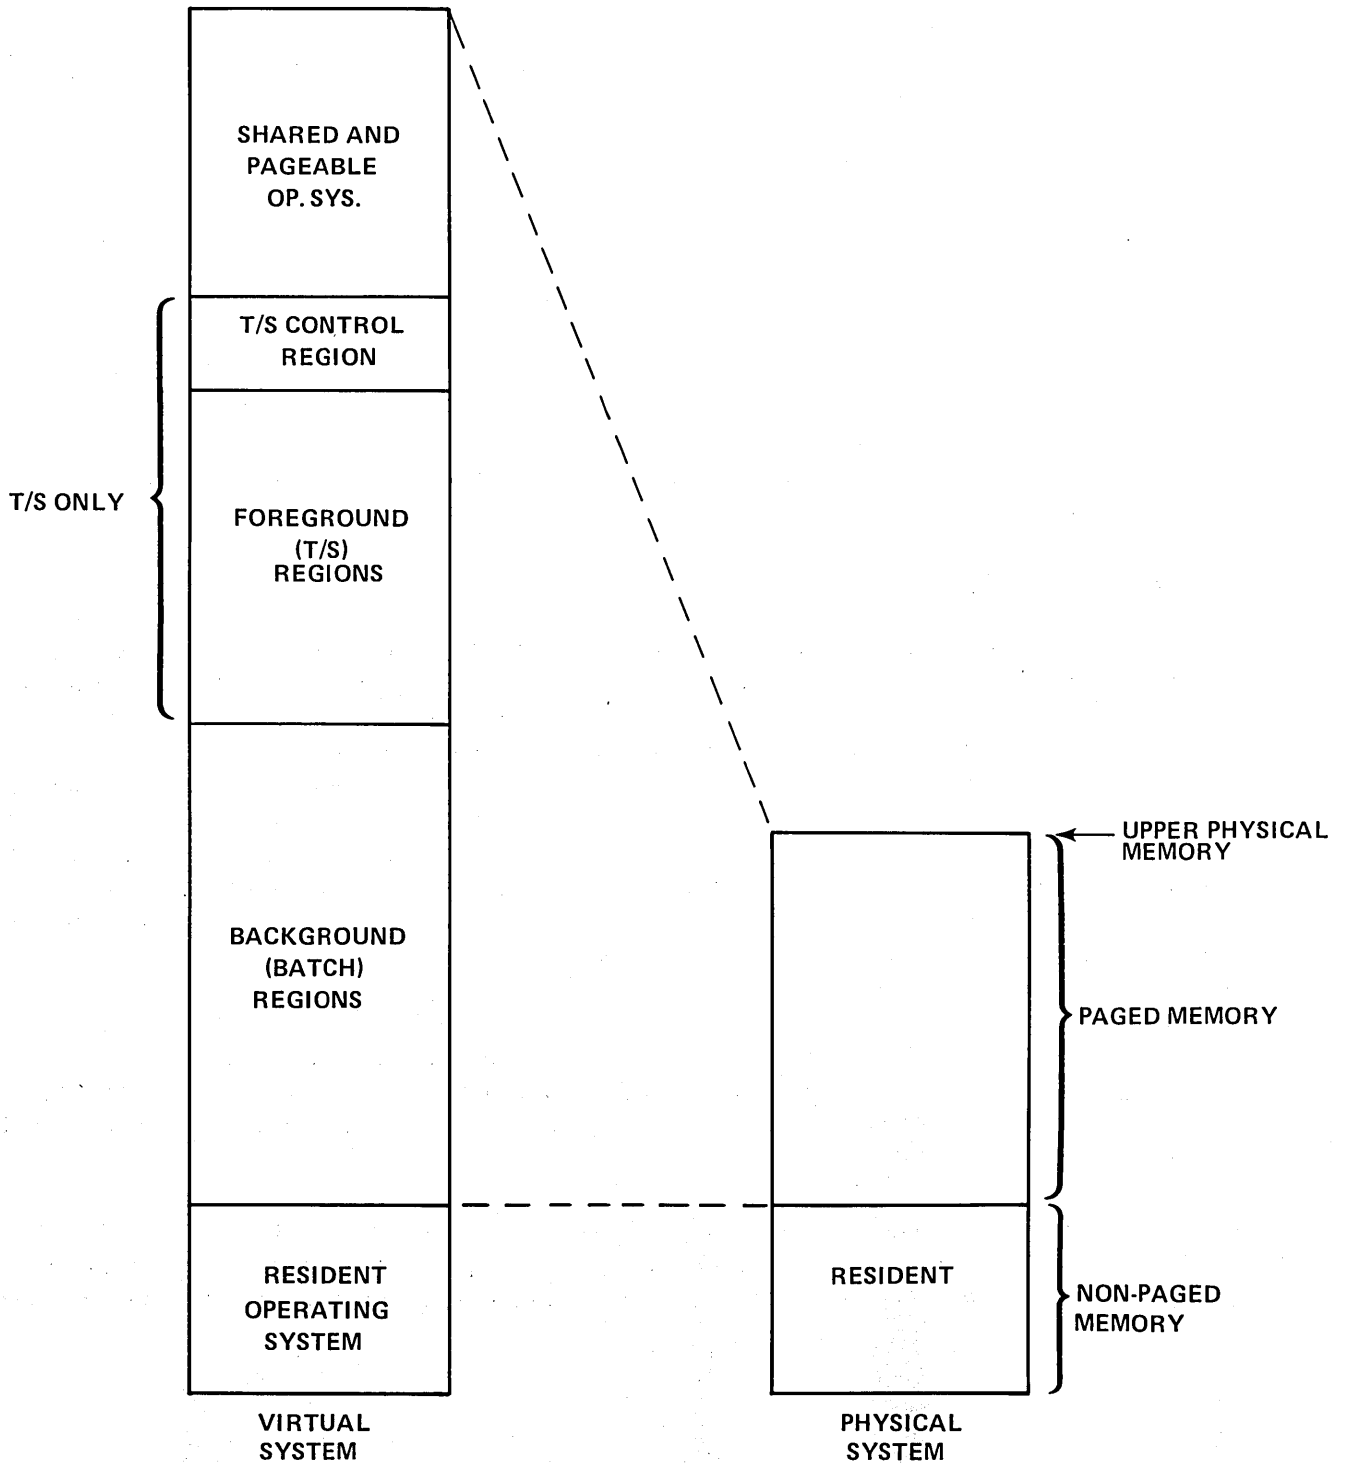 SHARED AND
PAGEABLE
OP. SYS.
T/S CONTROL
REGION
T/S ONLY
FOREGROUND
(T/S)
REGIONS
BACKGROUND
(BATCH)
REGIONS
RESIDENT
OPERATING
SYSTEM
VIRTUAL
SYSTEM
UPPER PHYSICAL
MEMORY
PAGED MEMORY
RESIDENT
NON-PAGED
MEMORY
PHYSICAL
SYSTEM